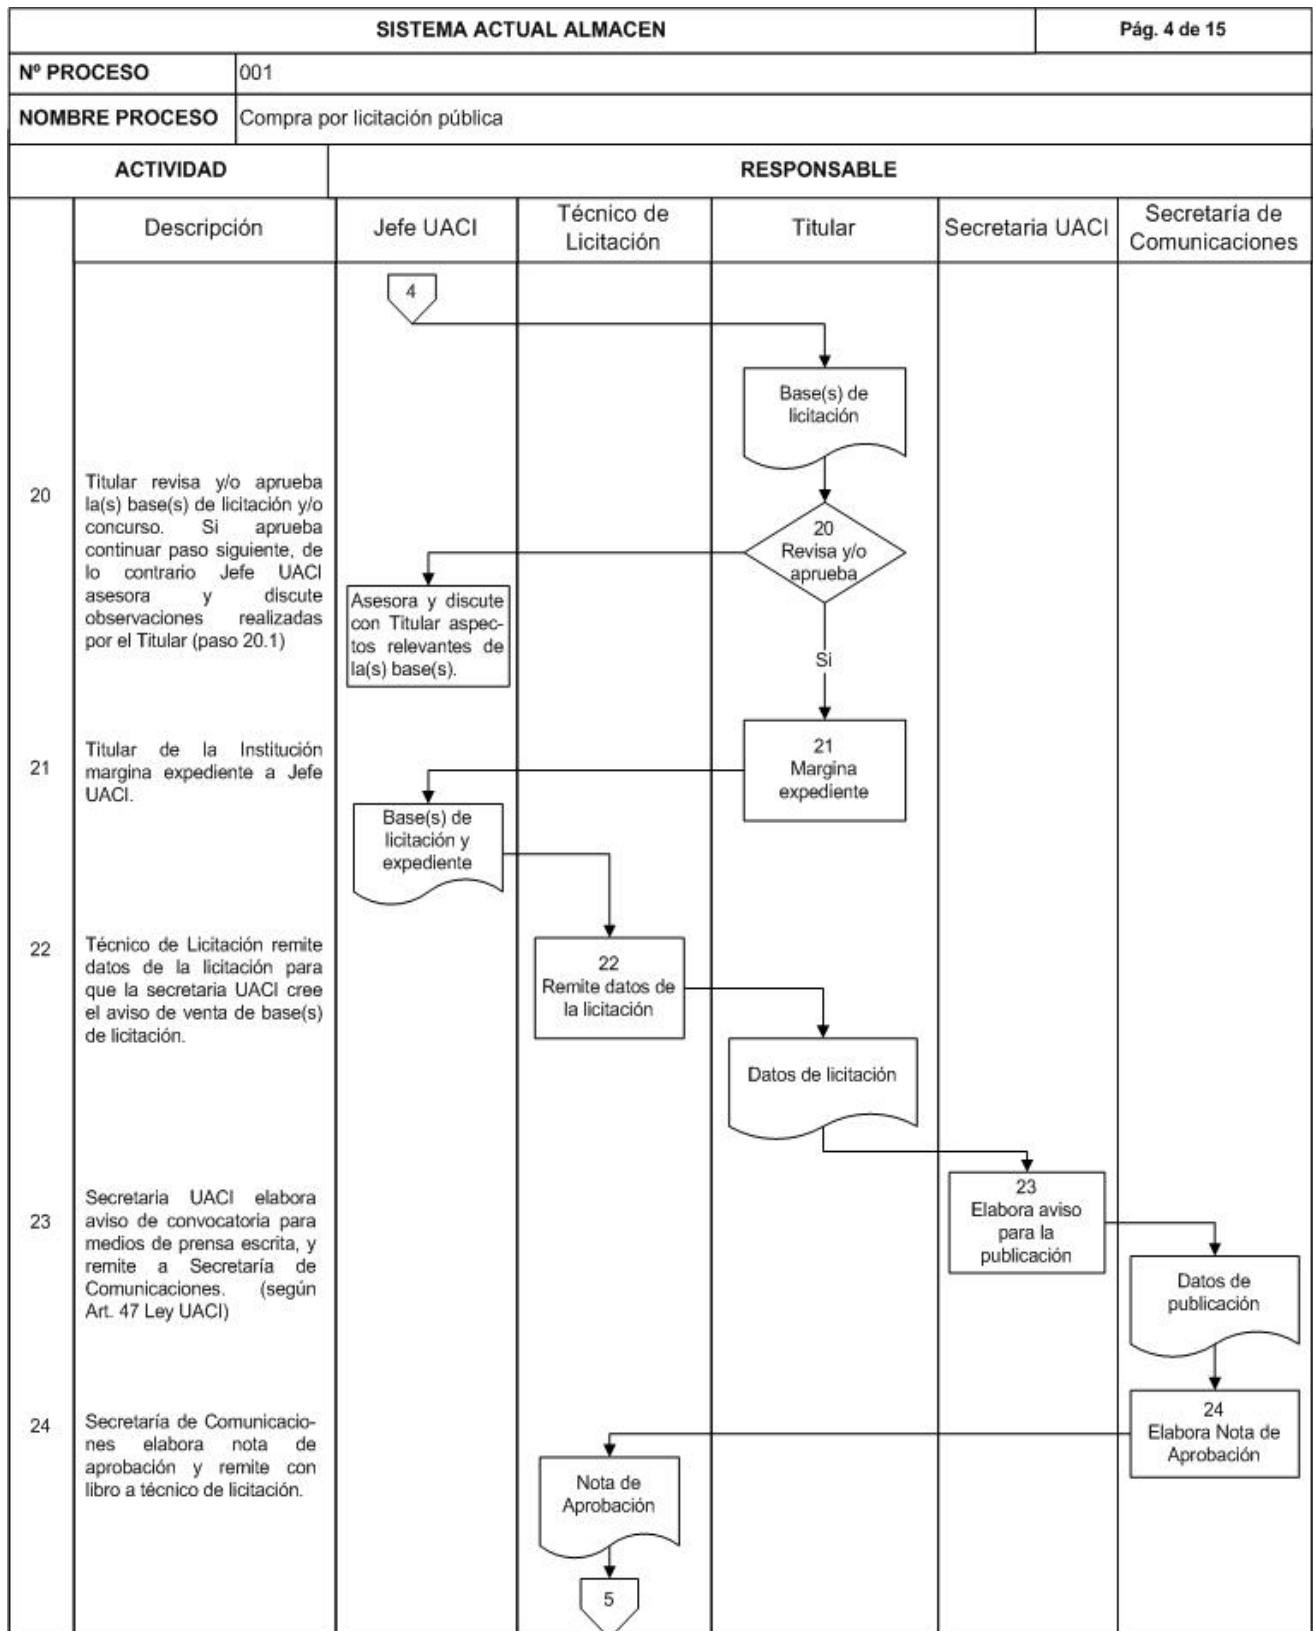 SISTEMA ACTUAL ALMACEN
Pág. 4 de 15
Nº PROCESO
001
NOMBRE PROCESO
Compra por licitación pública
ACTIVIDAD
RESPONSABLE
Descripción
Jefe UACI
Técnico de
Licitación
Titular
Secretaria UACI
Secretaría de
Comunicaciones
4
Base(s) de
licitación
20
Titular revisa y/o aprueba
la(s) base(s) de licitación y/o
concurso. Si aprueba
continuar paso siguiente, de
lo contrario Jefe UACI
asesora y discute
observaciones realizadas
por el Titular (paso 20.1)
20
Revisa y/o
aprueba
Asesora y discute
con Titular aspec-
tos relevantes de
la(s) base(s).
Si
21
Titular de la Institución
margina expediente a Jefe
UACI.
21
Margina
expediente
Base(s) de
licitación y
expediente
22
Técnico de Licitación remite
datos de la licitación para
que la secretaria UACI cree
el aviso de venta de base(s)
de licitación.
22
Remite datos de
la licitación
Datos de licitación
23
Secretaria UACI elabora
aviso de convocatoria para
medios de prensa escrita, y
remite a Secretaría de
Comunicaciones. (según
Art. 47 Ley UACI)
23
Elabora aviso
para la
publicación
Datos de
publicación
24
Secretaría de Comunicacio-
nes elabora nota de
aprobación y remite con
libro a técnico de licitación.
24
Elabora Nota de
Aprobación
Nota de
Aprobación
5